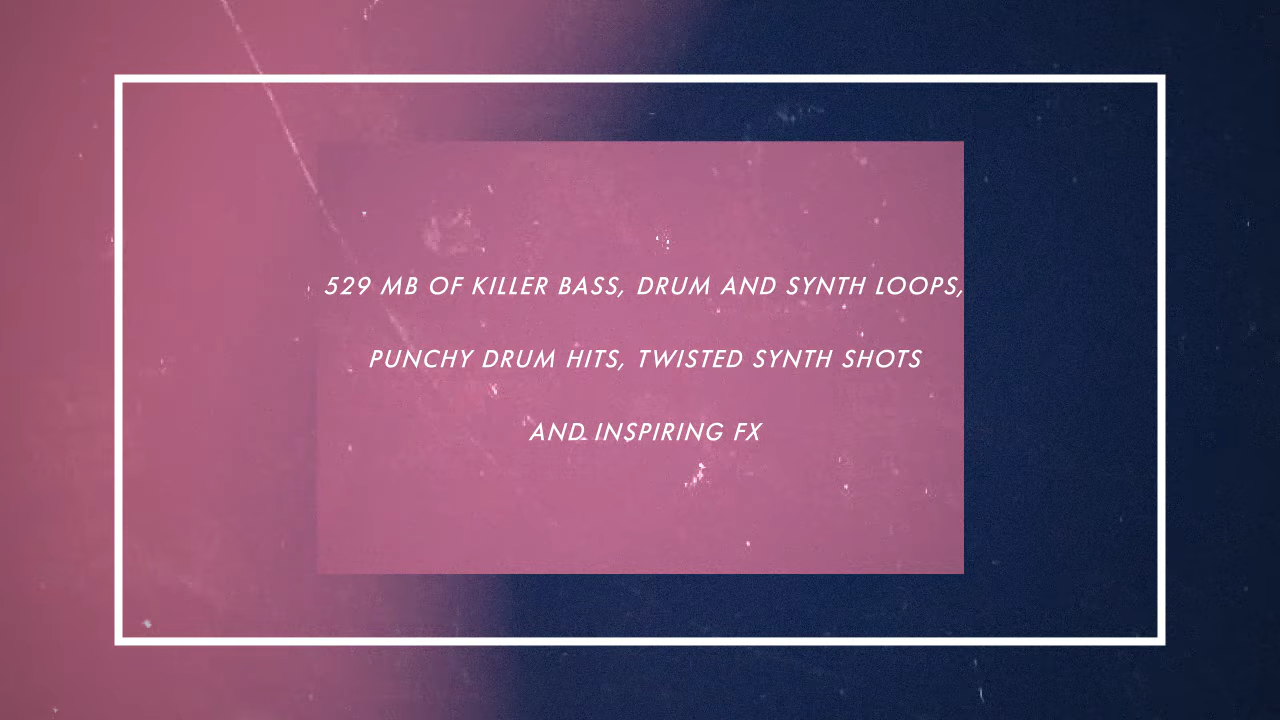 529 MB OF KILLER BASS, DRUM AND SYNTH LOOPS,
PUNCHY DRUM HITS, TWISTED SYNTH SHOTS
AND INSPIRING FX